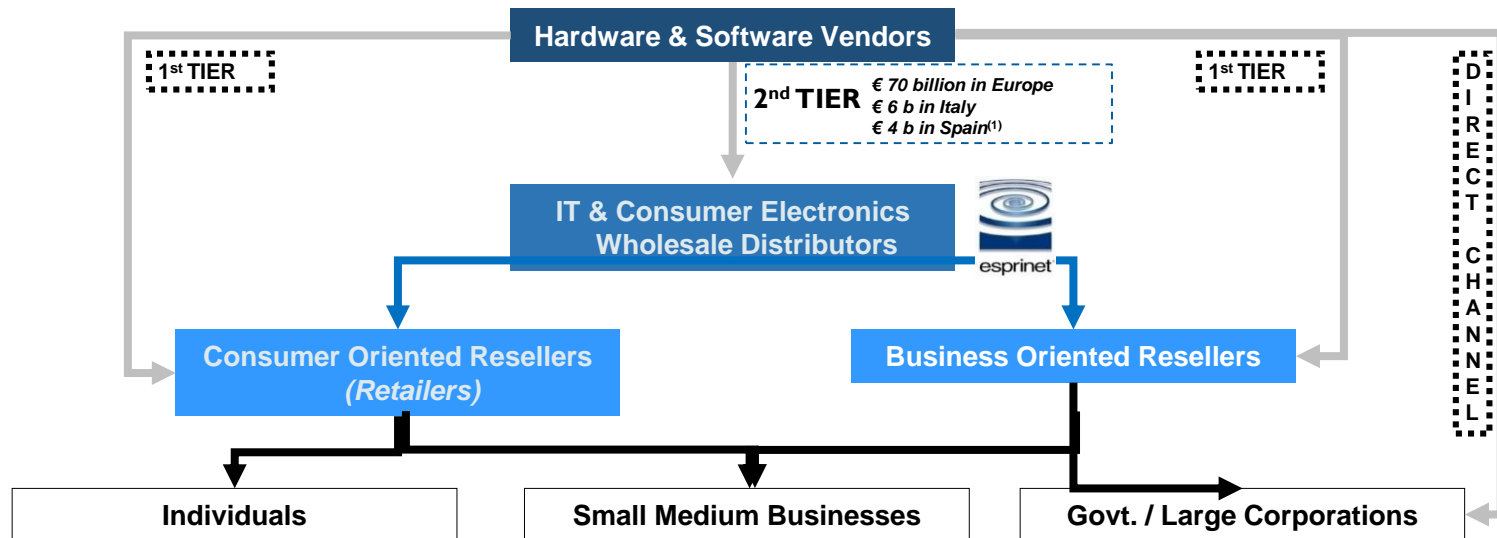 Hardware & Software Vendors
1st TIER
2nd TIER
€ 70 billion in Europe
€ 6 b in Italy
€ 4 b in Spain(1)
1st TIER
DIRECT CHANNEL
IT & Consumer Electronics
Wholesale Distributors
esprinet
Consumer Oriented Resellers
(Retailers)
Business Oriented Resellers
Individuals
Small Medium Businesses
Govt. / Large Corporations